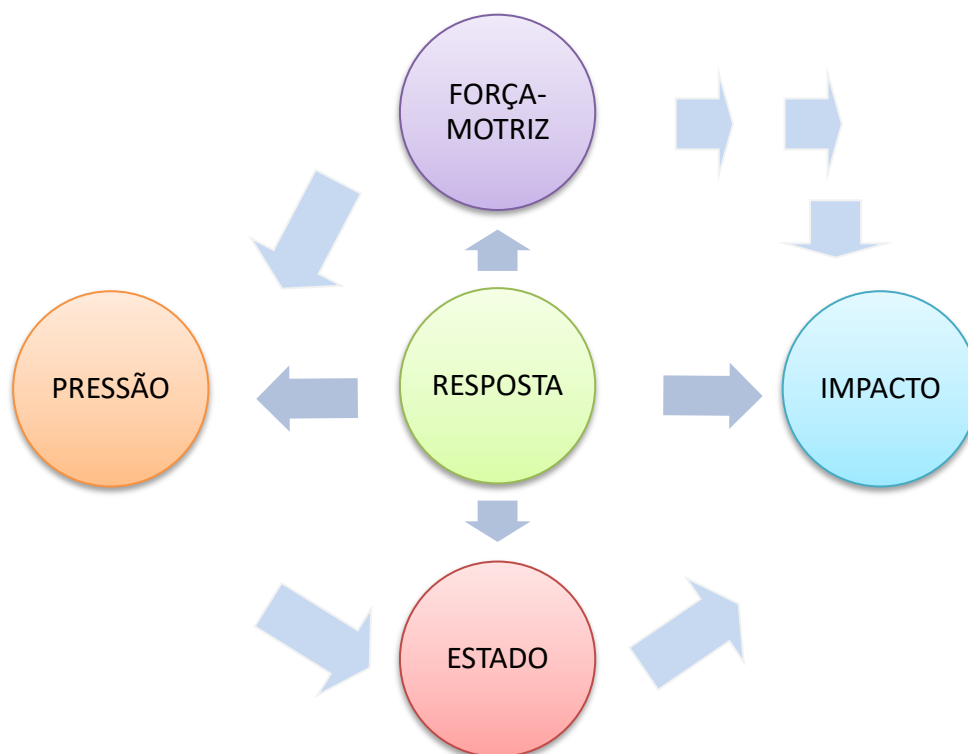 FORÇA-
MOTRIZ
PRESSÃO
RESPOSTA
IMPACTO
ESTADO